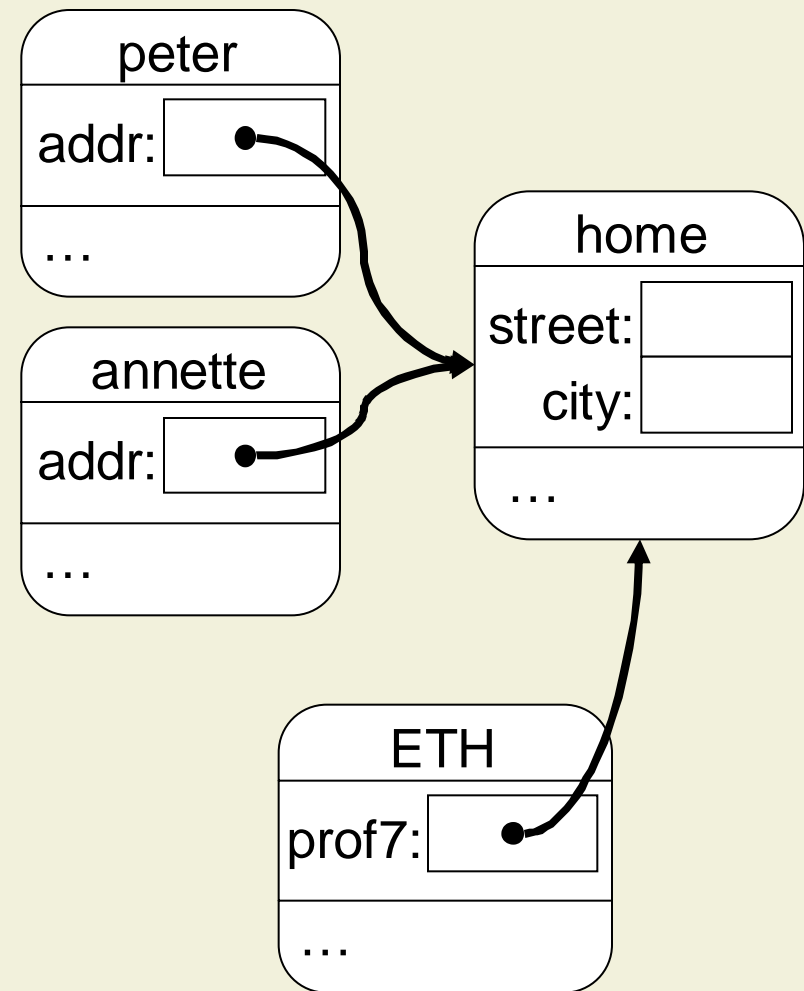 peter
addr:
…
annette
addr:
…
home
street:
city:
…
ETH
prof7:
…